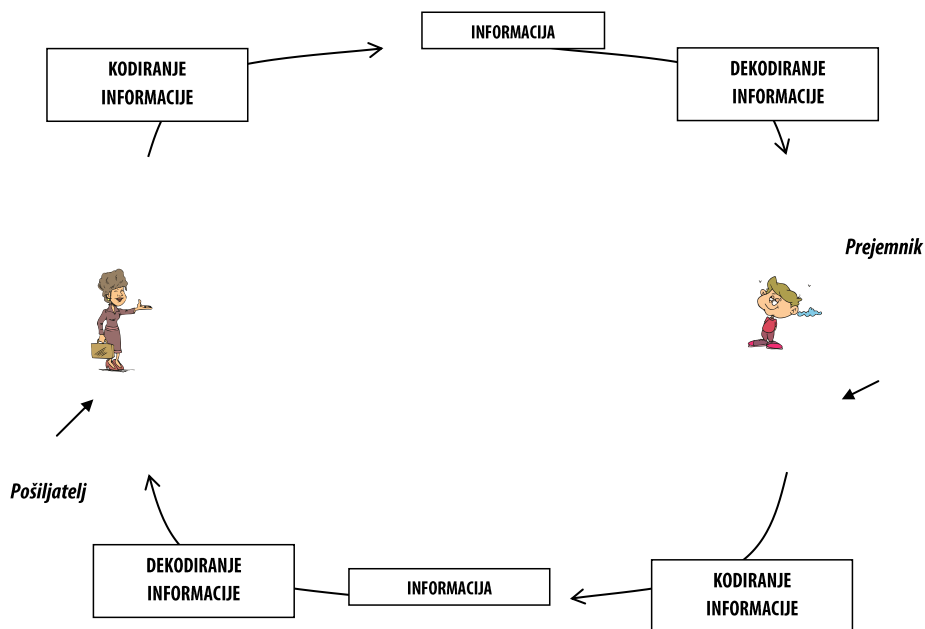 INFORMACIJA
KODIRANJE
INFORMACIJE
DEKODIRANJE
INFORMACIJE
Prejemnik
Pošiljatelj
DEKODIRANJE
INFORMACIJE
INFORMACIJA
KODIRANJE
INFORMACIJE